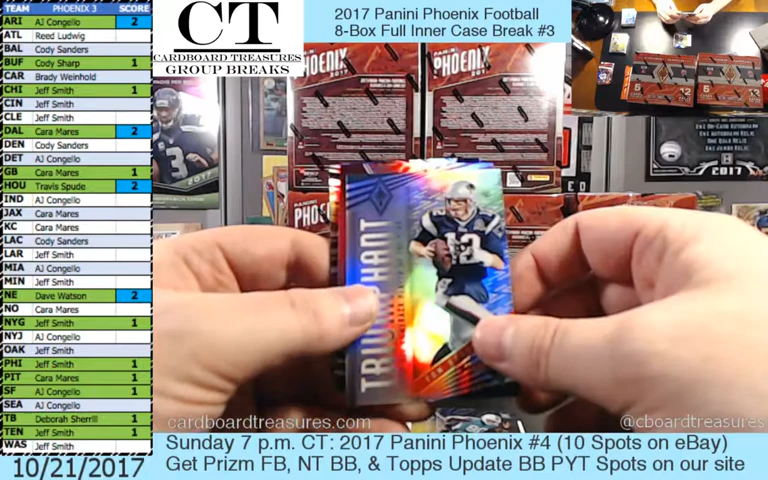 TEAM PHOENIX 3 SCORE
ARI AJ Congello 2
ATL Reed Ludwig
BAL Cody Sanders
BUF Cody Sharp 1
CAR Brady Weinhold
CHI Jeff Smith 1
CIN Jeff Smith
CLE Jeff Smith
DAL Cara Mares 2
DEN Cody Sanders
DET AJ Congello
GB Cara Mares 1
HOU Travis Spude 2
IND AJ Congello
JAX Cara Mares
KC Cara Mares
LAC Cody Sanders
LAR Jeff Smith
MIA AJ Congello
MIN Jeff Smith
NE Dave Watson 2
NO Cara Mares
NYG Jeff Smith 1
NYJ AJ Congello
OAK Jeff Smith
PHI Jeff Smith 1
PIT Cara Mares 1
SF AJ Congello 1
SEA AJ Congello
TB Deborah Sherrill 1
TEN Jeff Smith 1
WAS Jeff Smith
10/21/2017
CT
CARDBOARD TREASURES
GROUP BREAKS
2017 Panini Phoenix Football
8-Box Full Inner Case Break #3
PHOENIX
2017
PHOENIX
2017
2017
TRIUMPHANT
12
cardboardtreasures.com
@cboardtreasures
Sunday 7 p.m. CT: 2017 Panini Phoenix #4 (10 Spots on eBay)
Get Prizm FB, NT BB, & Topps Update BB PYT Spots on our site